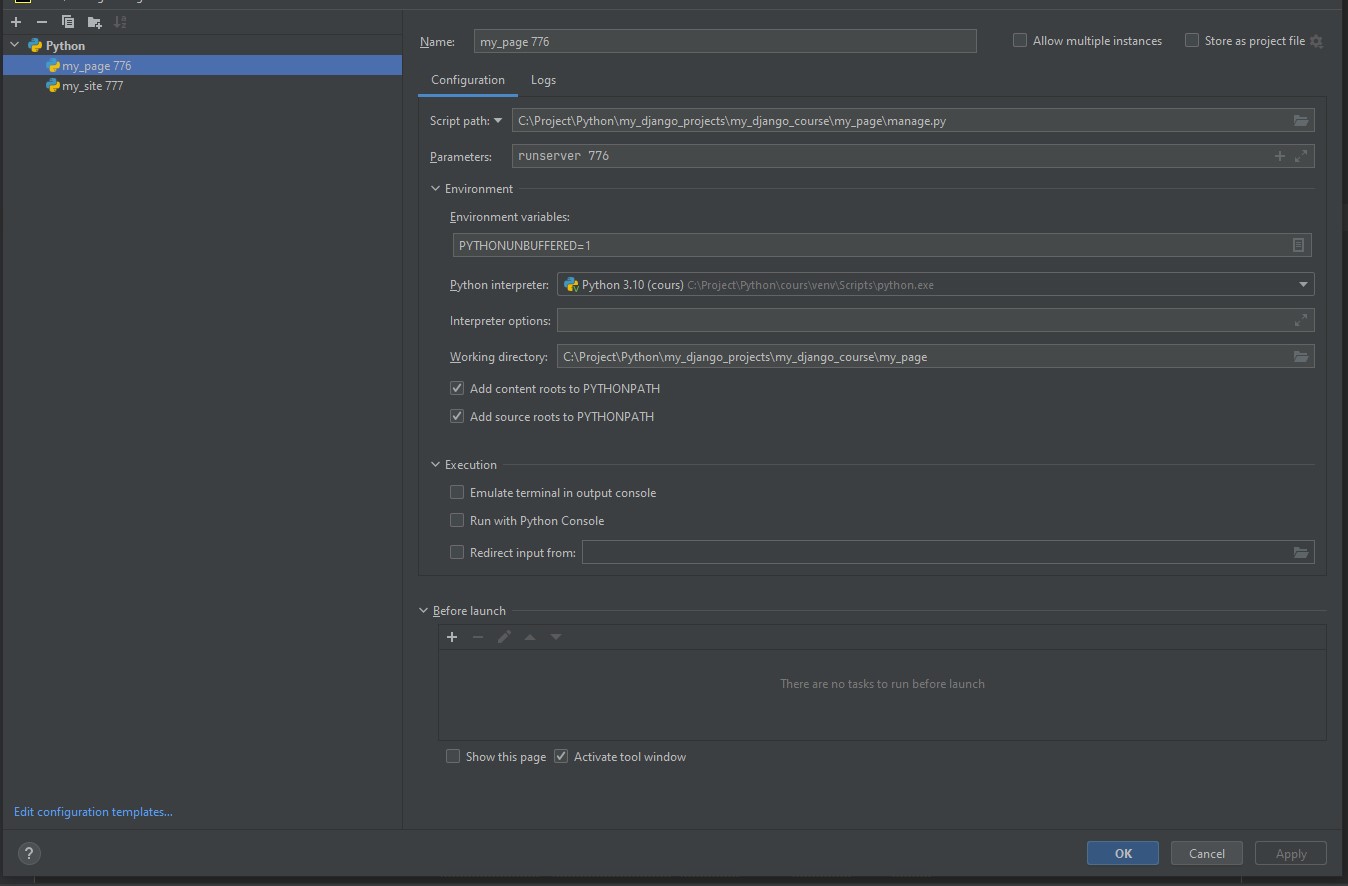 Python
my_page 776
my_site 777
Name: my_page 776
Allow multiple instances
Store as project file
Configuration Logs
Script path: C:\Project\Python\my_django_projects\my_django_course\my_page\manage.py
Parameters: runserver 776
Environment
Environment variables:
PYTHONUNBUFFERED=1
Python interpreter: Python 3.10 (cours) C:\Project\Python\cours\venv\Scripts\python.exe
Interpreter options:
Working directory: C:\Project\Python\my_django_projects\my_django_course\my_page
Add content roots to PYTHONPATH
Add source roots to PYTHONPATH
Execution
Emulate terminal in output console
Run with Python Console
Redirect input from:
Before launch
There are no tasks to run before launch
Show this page Activate tool window
Edit configuration templates...
? OK Cancel Apply